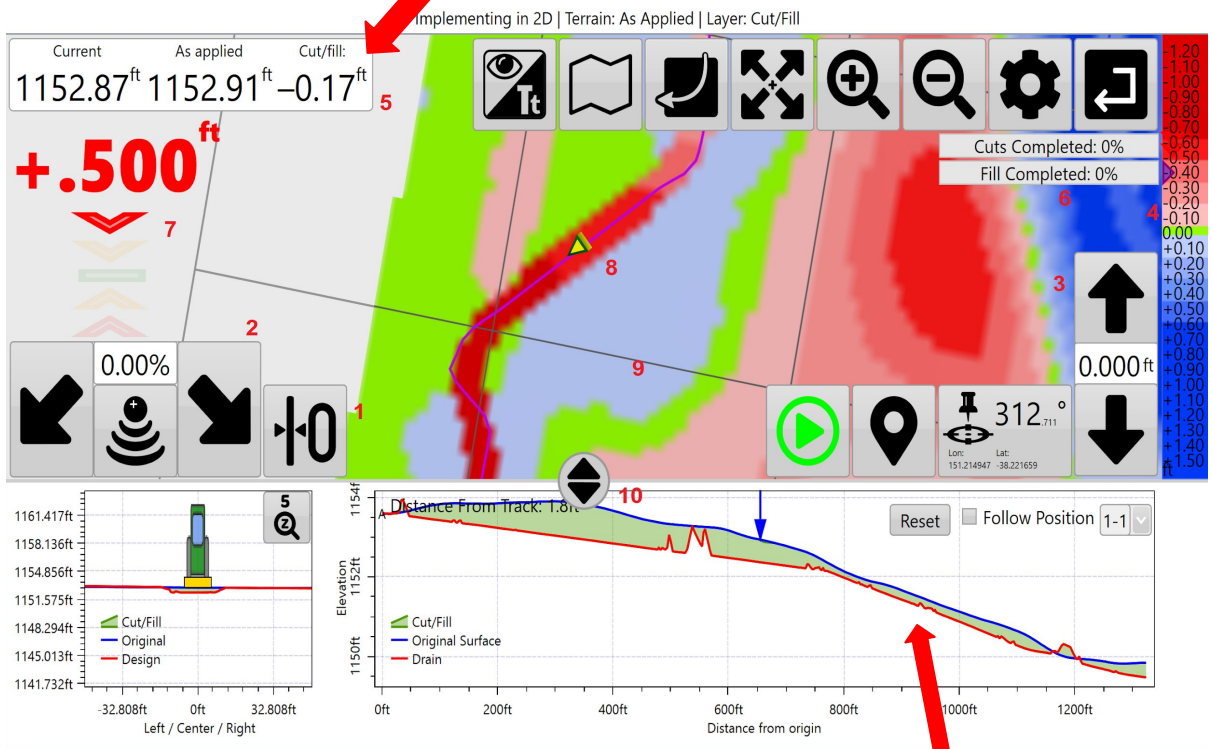 Implementing in 2D | Terrain: As Applied | Layer: Cut/Fill
Current As applied Cut/fill:
1152.87ft 1152.91ft –0.17ft
5
+.500ft
7
Tt
Cuts Completed: 0%
Fill Completed: 0%
6
4
-1.20
-1.10
-1.00
-0.90
-0.80
-0.70
-0.60
-0.50
-0.40
-0.30
-0.20
-0.10
0.00
+0.10
+0.20
+0.30
+0.40
+0.50
+0.60
+0.70
+0.80
+0.90
+1.00
+1.10
+1.20
+1.30
+1.40
+1.50
ft
8
3
2
9
0.00%
0
1
0.000 ft
312.711°
Lon: Lat:
151.214947 -38.221659
10
5
Z
1161.417ft
1158.136ft
1154.856ft
1151.575ft
1148.294ft
1145.013ft
1141.732ft
Cut/Fill
Original
Design
-32.808ft 0ft 32.808ft
Left / Center / Right
A
Distance From Track: 1.8ft
Reset
Follow Position
1-1
Elevation
1154ft
1152ft
1150ft
Cut/Fill
Original Surface
Drain
0ft 200ft 400ft 600ft 800ft 1000ft 1200ft
Distance from origin